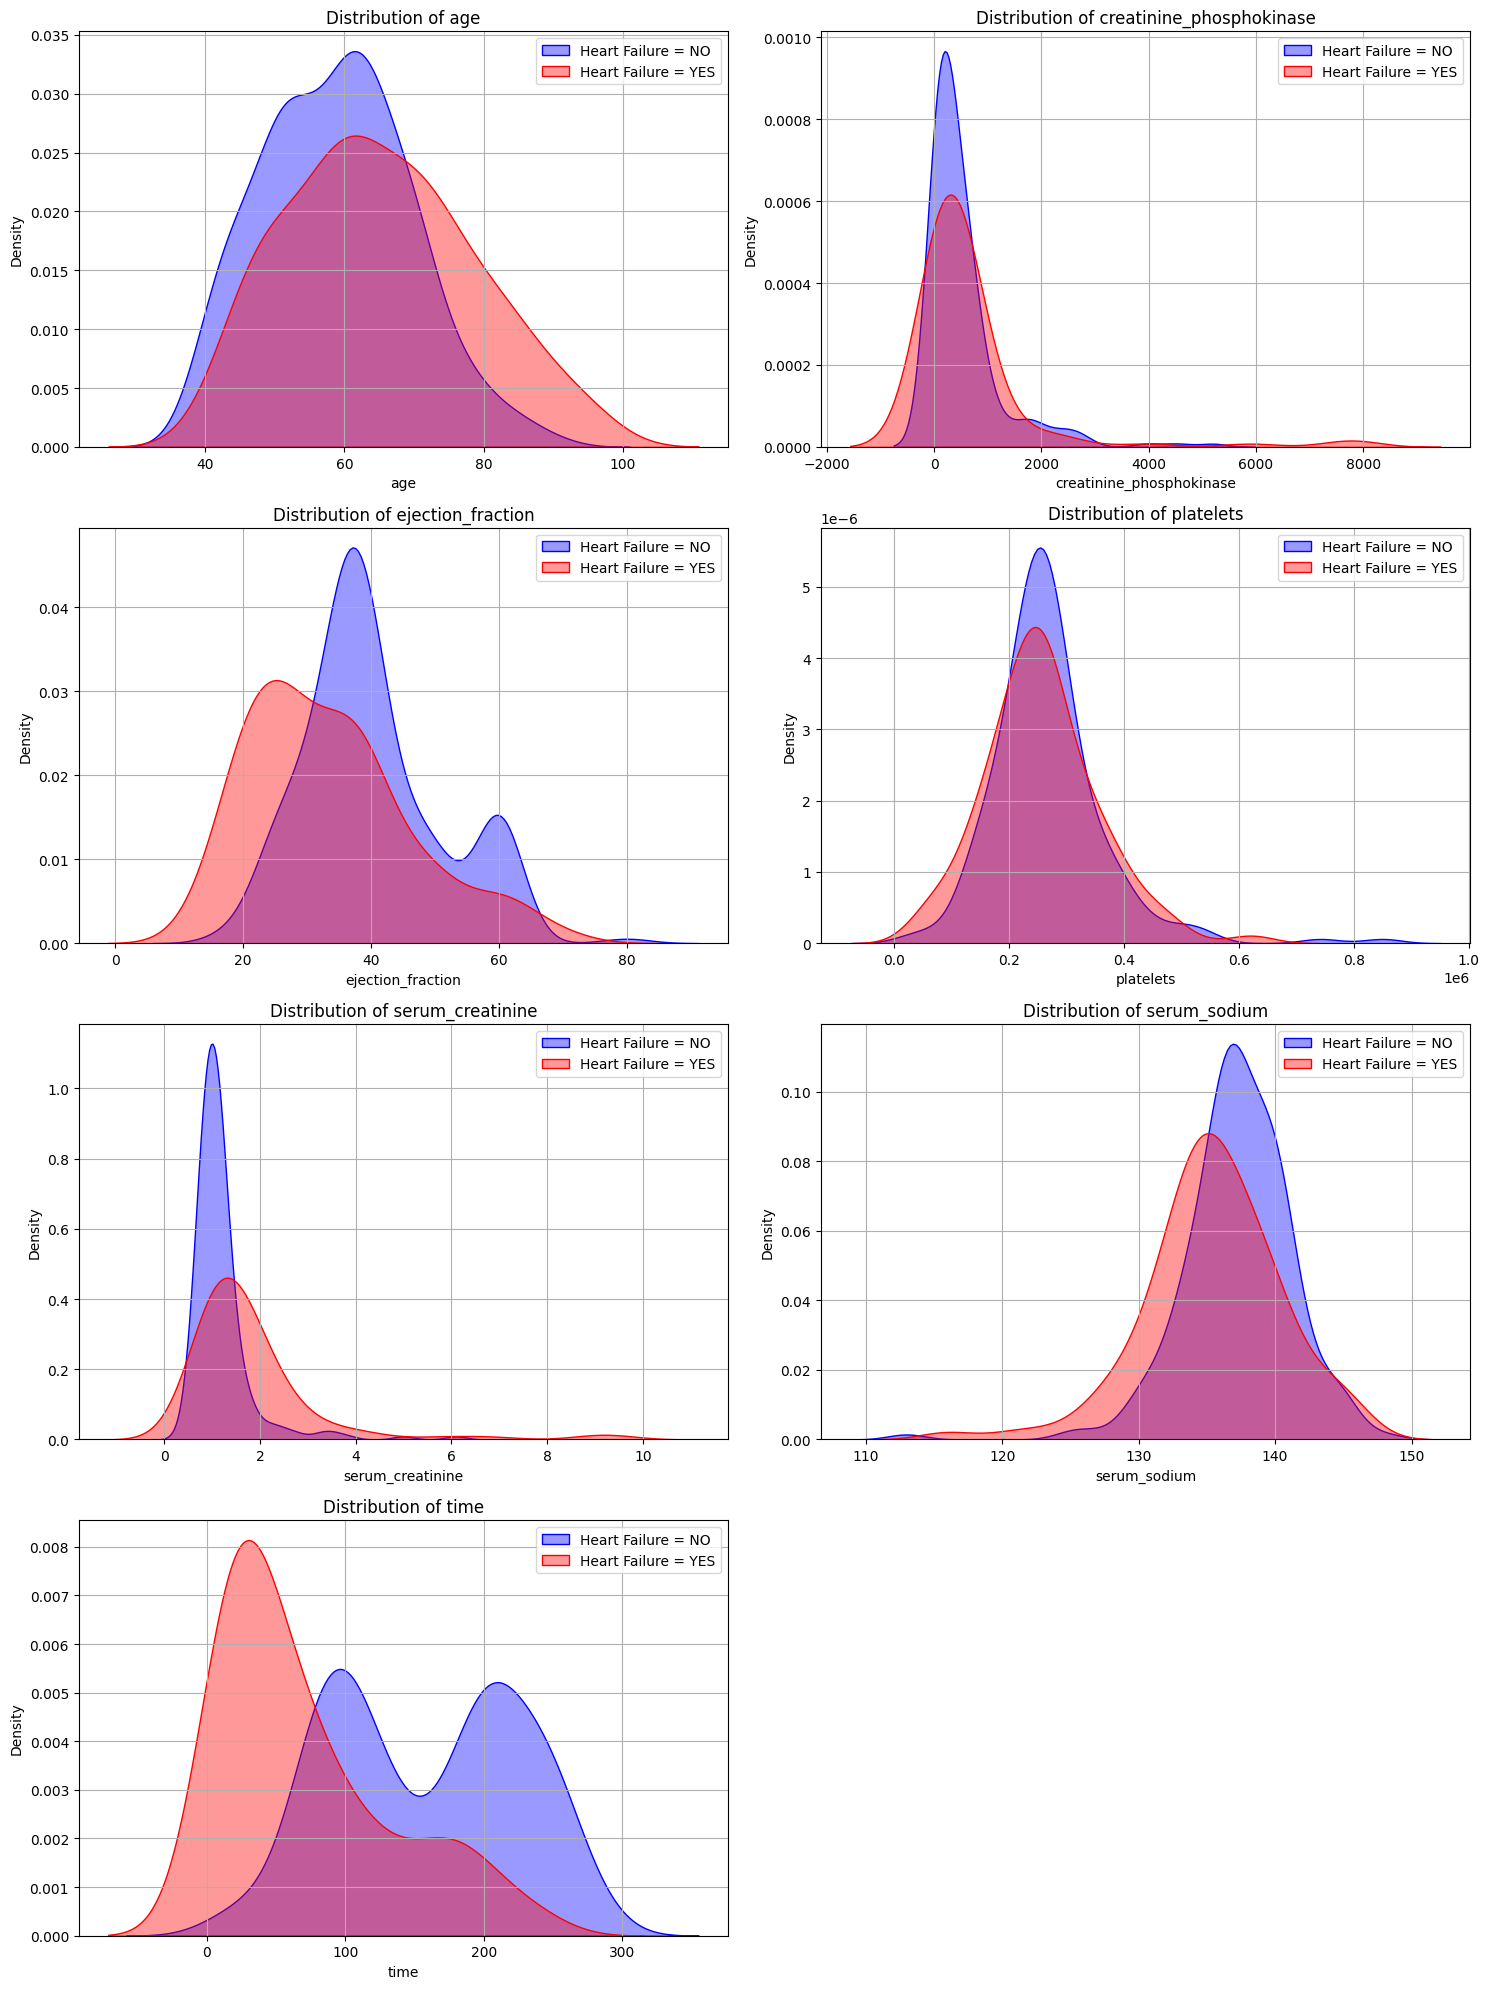 Distribution of age
Heart Failure = NO
Heart Failure = YES
0.035
0.030
0.025
0.020
0.015
0.010
0.005
0.000
Density
40 60 80 100
age
Distribution of creatinine_phosphokinase
Heart Failure = NO
Heart Failure = YES
0.0010
0.0008
0.0006
0.0004
0.0002
0.0000
Density
−2000 0 2000 4000 6000 8000
creatinine_phosphokinase
Distribution of ejection_fraction
Heart Failure = NO
Heart Failure = YES
0.04
0.03
0.02
0.01
0.00
Density
0 20 40 60 80
ejection_fraction
Distribution of platelets
1e−6
Heart Failure = NO
Heart Failure = YES
5
4
3
2
1
0
Density
0.0 0.2 0.4 0.6 0.8 1.0
1e6
platelets
Distribution of serum_creatinine
Heart Failure = NO
Heart Failure = YES
1.0
0.8
0.6
0.4
0.2
0.0
Density
0 2 4 6 8 10
serum_creatinine
Distribution of serum_sodium
Heart Failure = NO
Heart Failure = YES
0.10
0.08
0.06
0.04
0.02
0.00
Density
110 120 130 140 150
serum_sodium
Distribution of time
Heart Failure = NO
Heart Failure = YES
0.008
0.007
0.006
0.005
0.004
0.003
0.002
0.001
0.000
Density
0 100 200 300
time